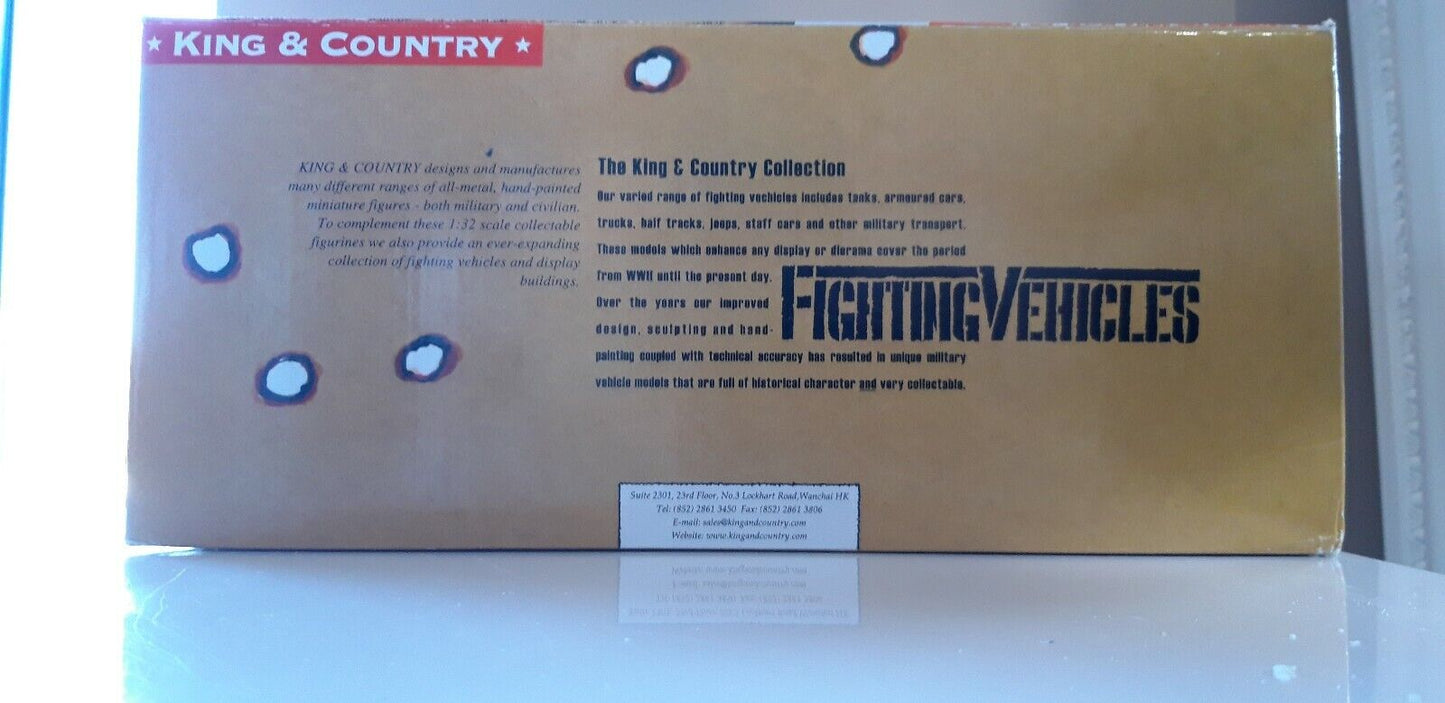 ★ KING & COUNTRY ★
KING & COUNTRY designs and manufactures
many different ranges of all-metal, hand-painted
miniature figures - both military and civilian.
To complement these 1:32 scale collectable
figurines we also provide an ever-expanding
collection of fighting vehicles and display
buildings.
The King & Country Collection
Our varied range of fighting vechicles includes tanks, armoured cars,
trucks, half tracks, jeeps, staff cars and other military transport.
These models which enhance any display or diorama cover the period
from WWII until the present day.
Over the years our improved
design, sculpting and hand-
painting coupled with technical accuracy has resulted in unique military
vehicle models that are full of historical character and very collectable.
FIGHTING VEHICLES
Suite 2301, 23rd Floor, No.3 Lockhart Road,Wanchai HK
Tel: (852) 2861 3450 Fax: (852) 2861 3806
E-mail: sales@kingandcountry.com
Website: www.kingandcountry.com